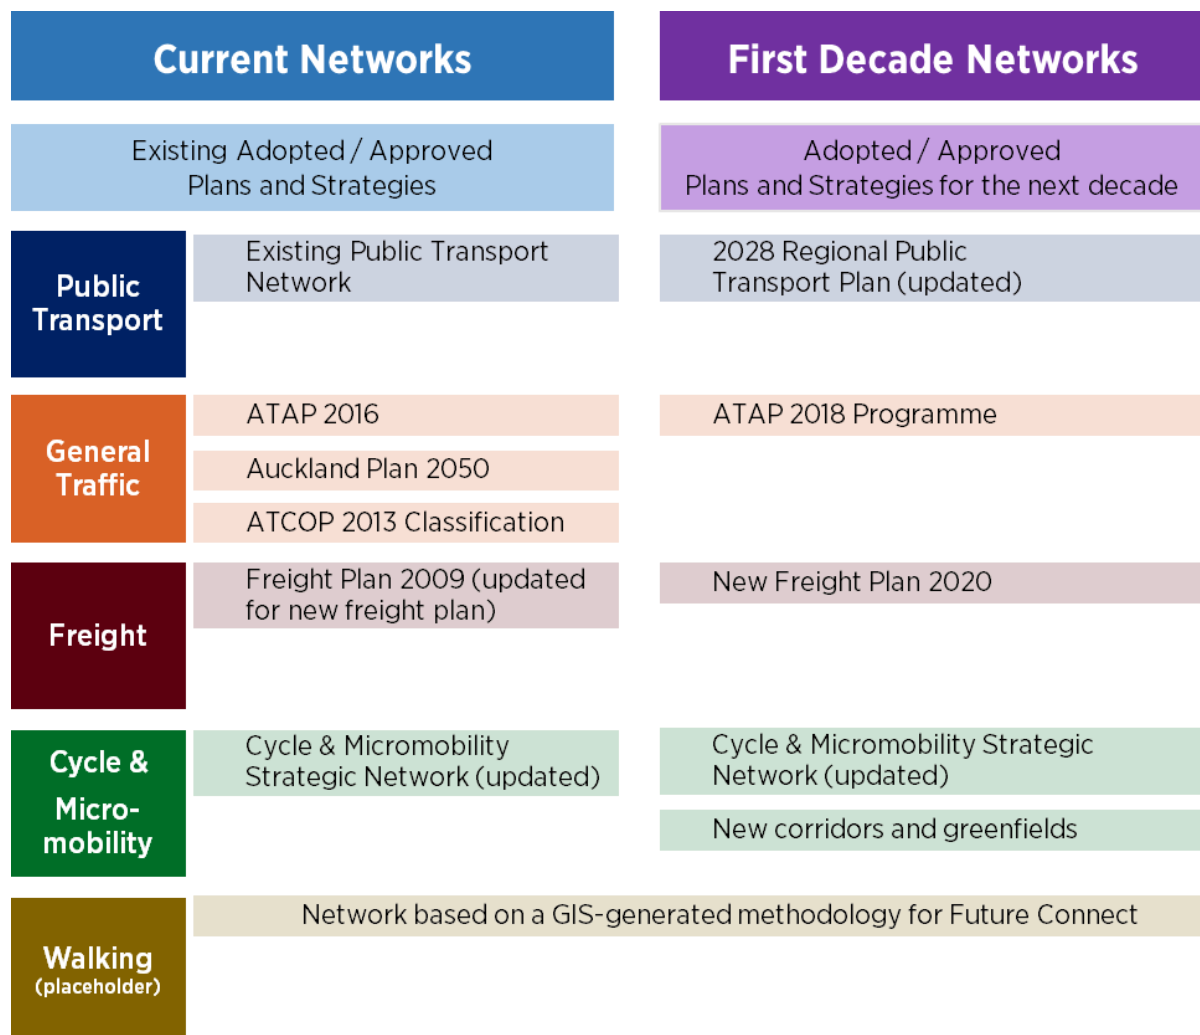 Current Networks
First Decade Networks
Existing Adopted / Approved
Plans and Strategies
Adopted / Approved
Plans and Strategies for the next decade
Public
Transport
Existing Public Transport
Network
2028 Regional Public
Transport Plan (updated)
General
Traffic
ATAP 2016
ATAP 2018 Programme
Auckland Plan 2050
ATCOP 2013 Classification
Freight
Freight Plan 2009 (updated
for new freight plan)
New Freight Plan 2020
Cycle &
Micro-
mobility
Cycle & Micromobility
Strategic Network (updated)
Cycle & Micromobility Strategic
Network (updated)
New corridors and greenfields
Walking
(placeholder)
Network based on a GIS-generated methodology for Future Connect